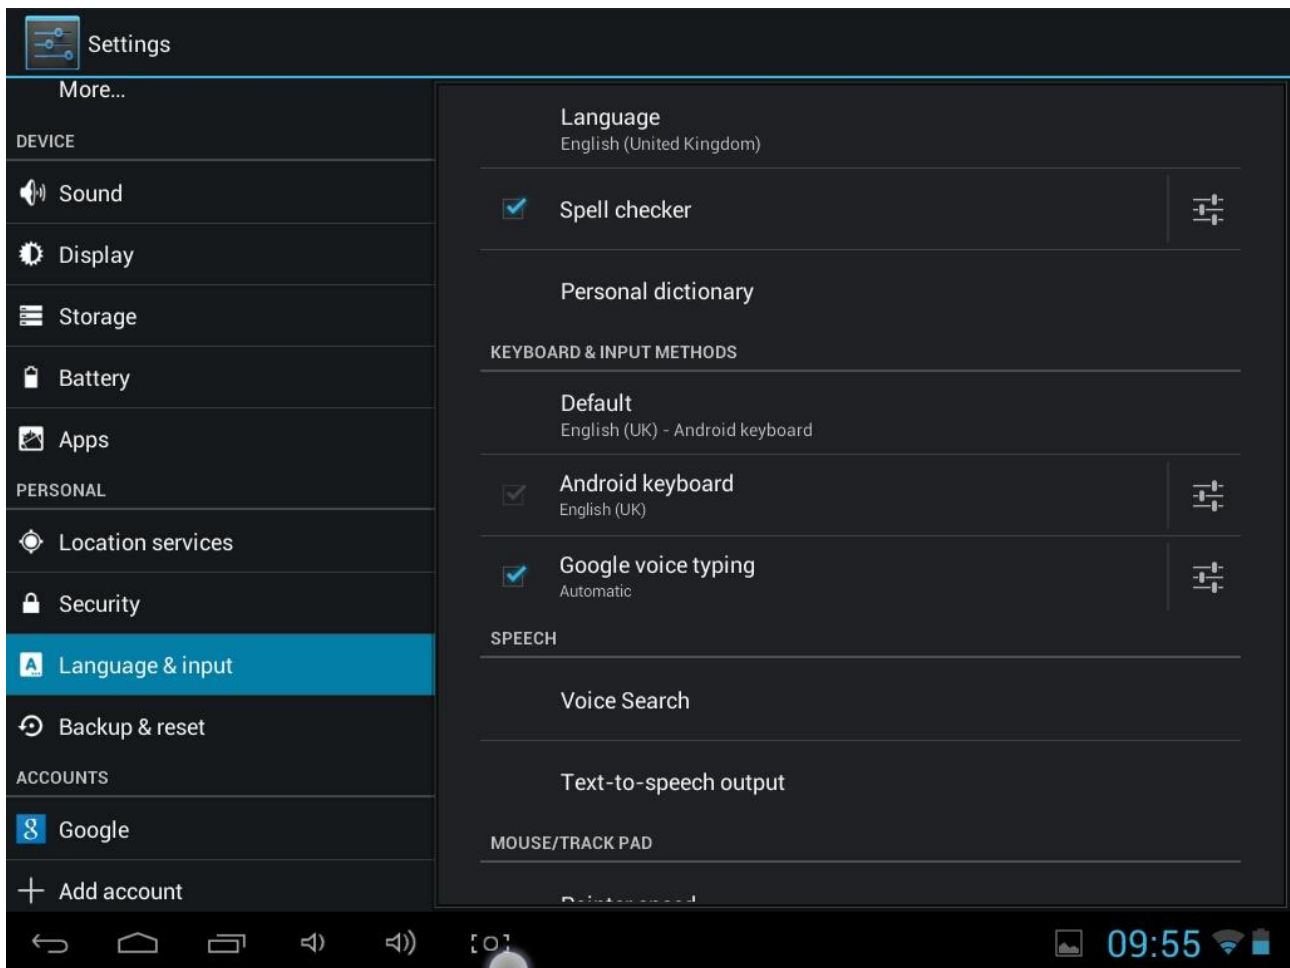 Settings
More...
DEVICE
Sound
Display
Storage
Battery
Apps
PERSONAL
Location services
Security
Language & input
Backup & reset
ACCOUNTS
Google
Add account
Language
English (United Kingdom)
Spell checker
Personal dictionary
KEYBOARD & INPUT METHODS
Default
English (UK) - Android keyboard
Android keyboard
English (UK)
Google voice typing
Automatic
SPEECH
Voice Search
Text-to-speech output
MOUSE/TRACK PAD
Pointer speed
09:55